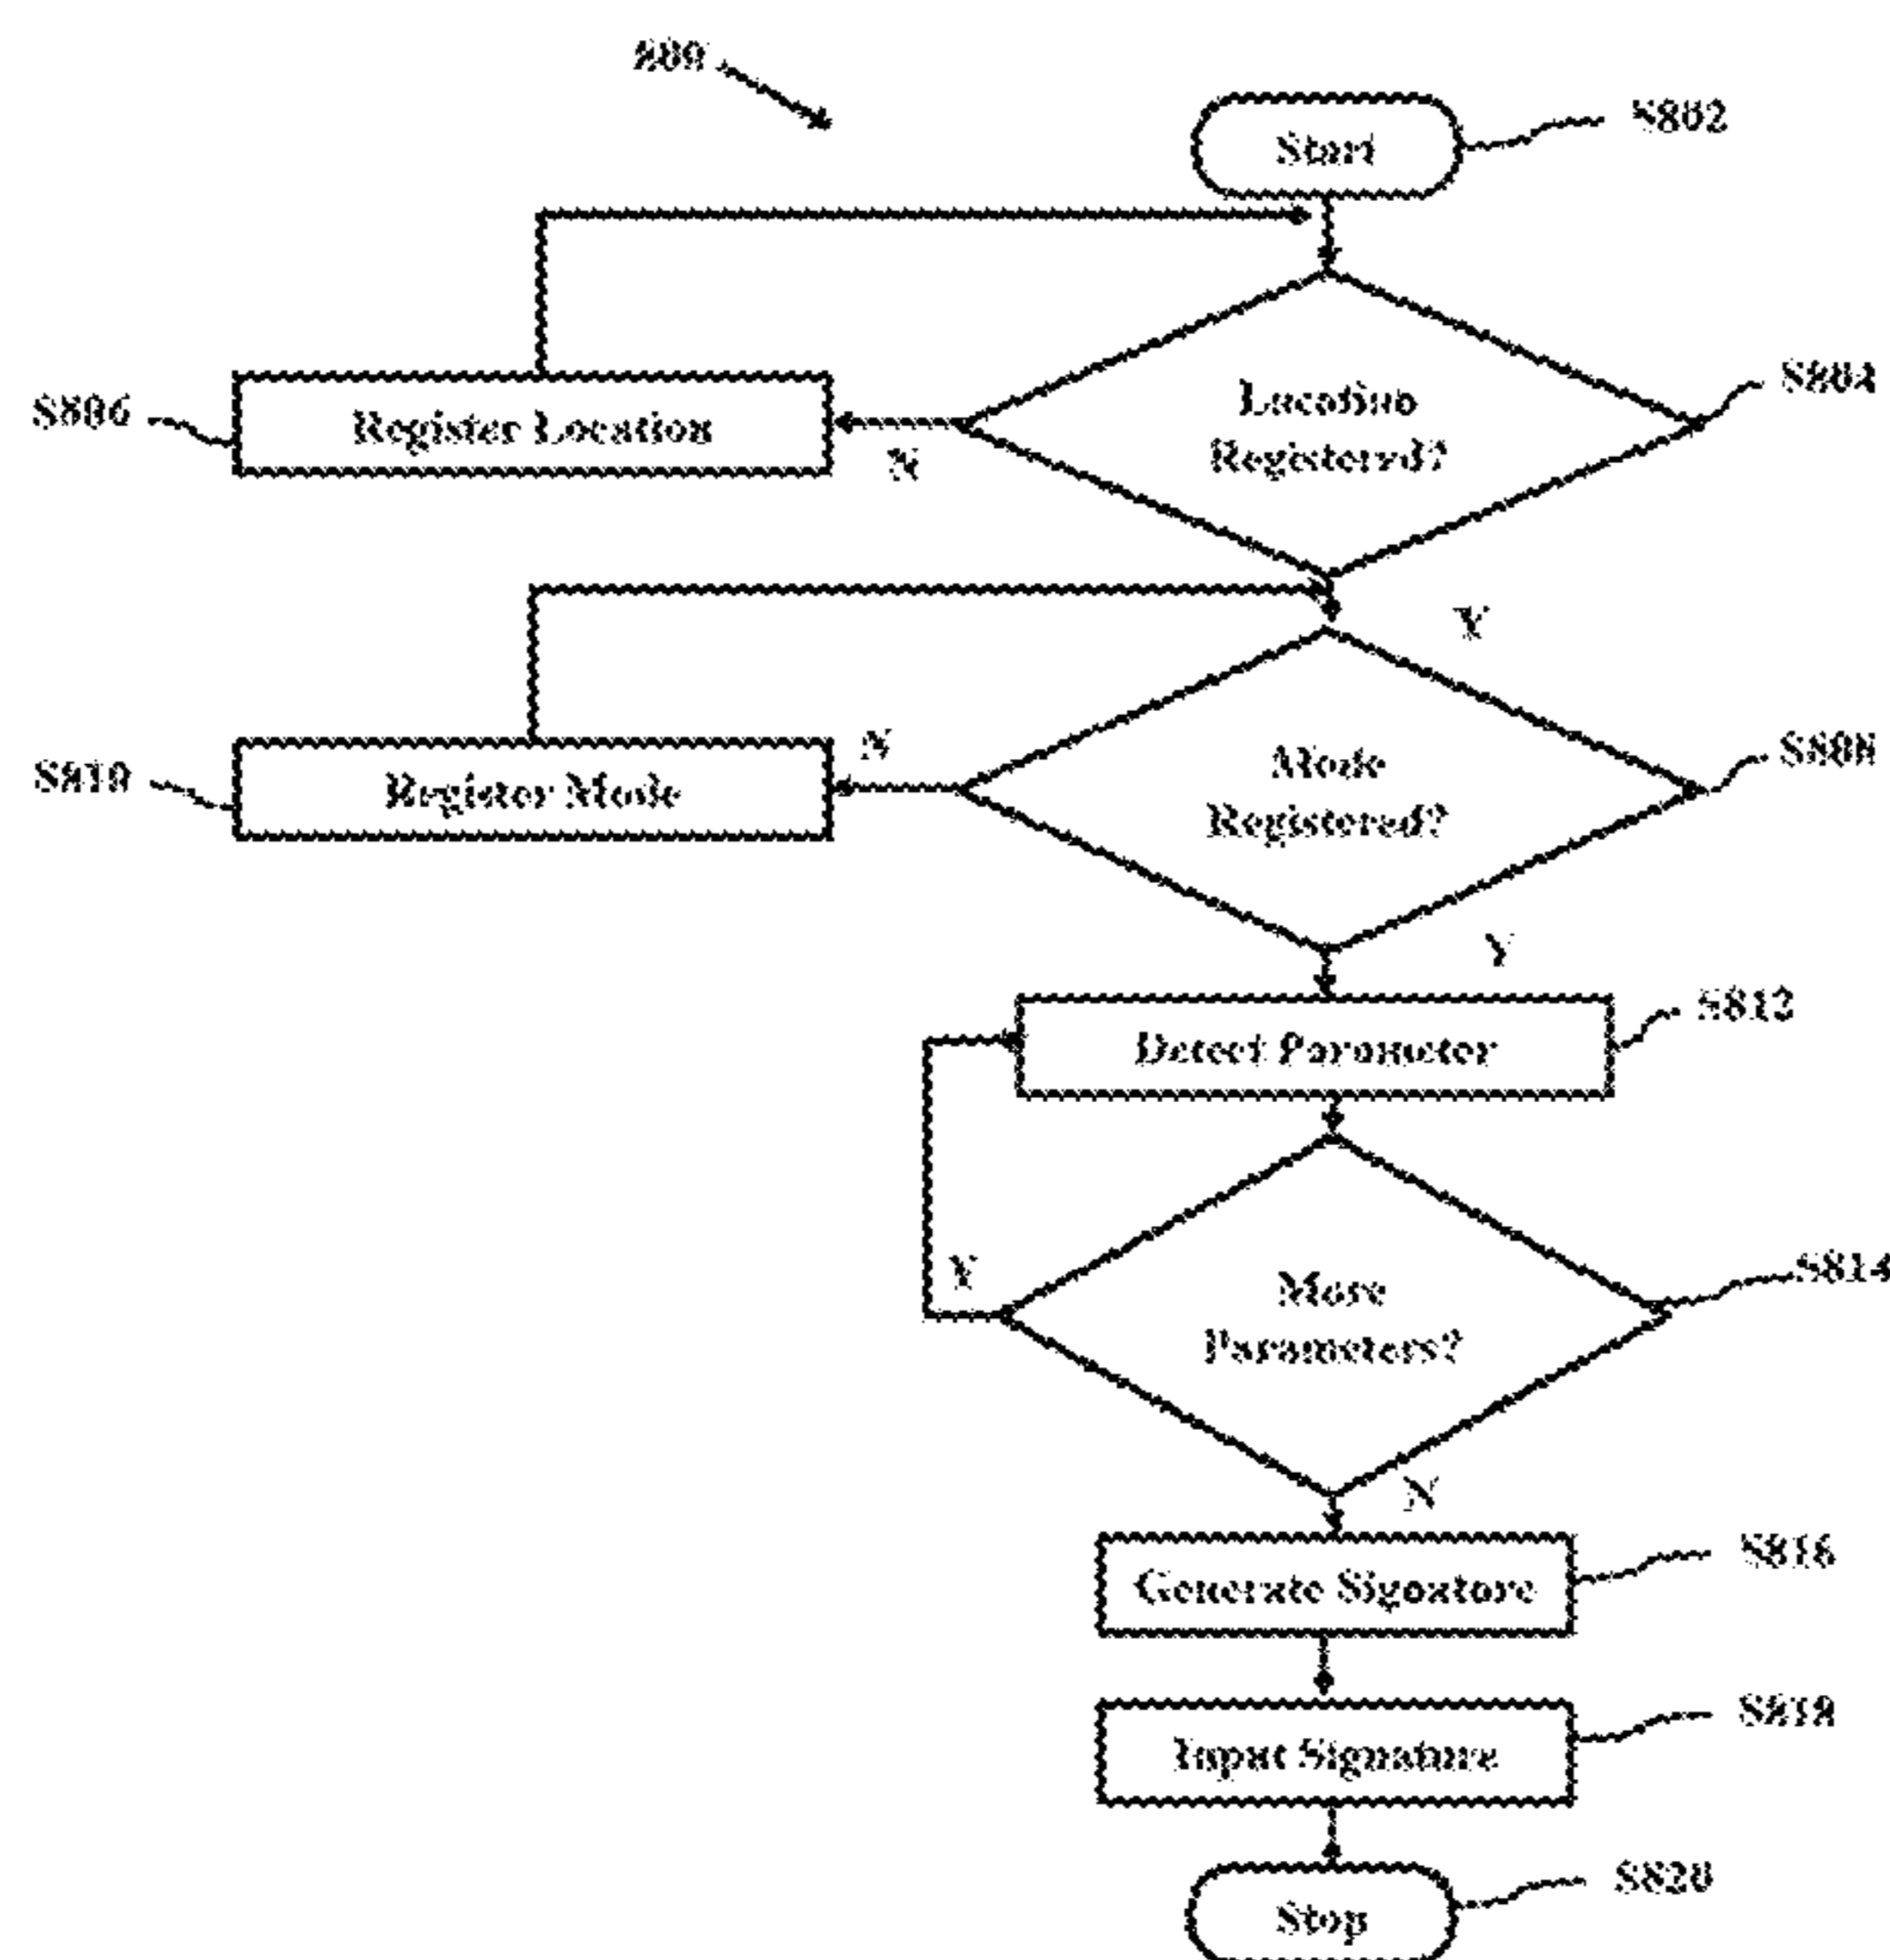 800
Start
S802
Location
Registered?
S804
Register Location
S806
N
Y
Mode
Registered?
S808
N
Register Mode
S810
Y
Detect Parameter
S812
More
Parameters?
S814
Y
N
Generate Signature
S816
Input Signature
S818
Stop
S820